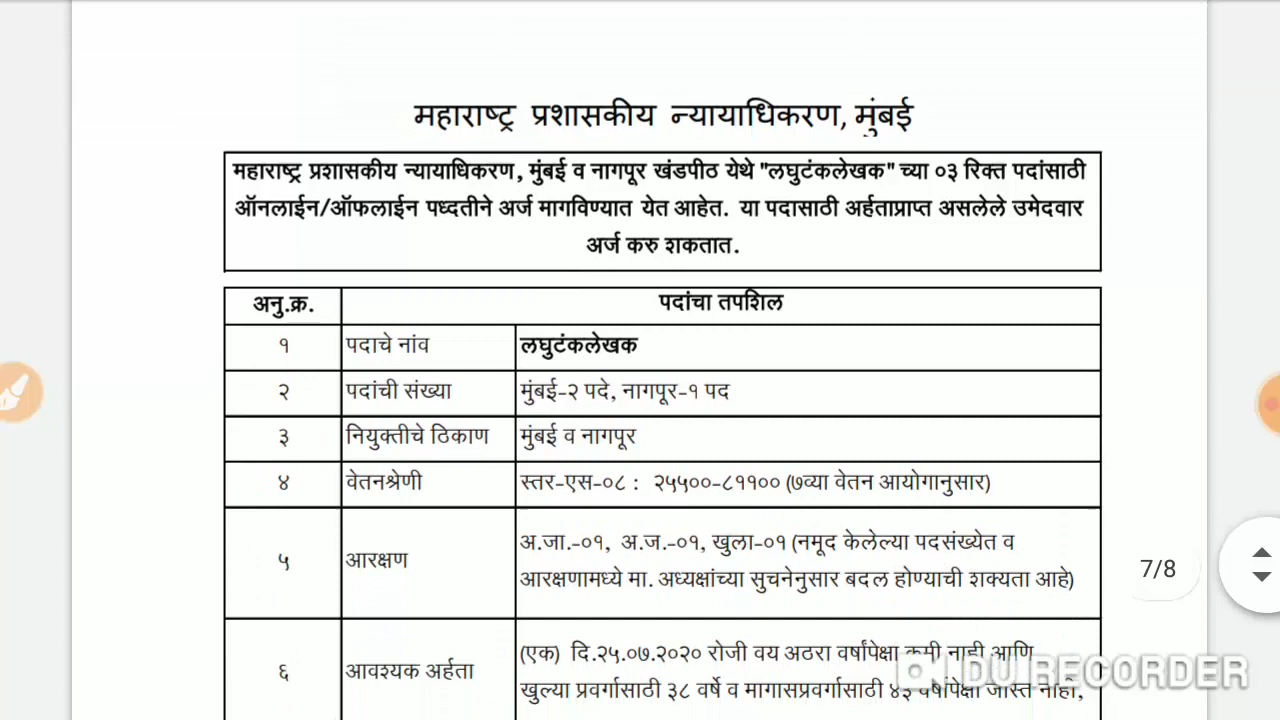 महाराष्ट्र प्रशासकीय न्यायाधिकरण, मुंबई
महाराष्ट्र प्रशासकीय न्यायाधिकरण, मुंबई व नागपूर खंडपीठ येथे "लघुटंकलेखक" च्या ०३ रिक्त पदांसाठी
ऑनलाईन/ऑफलाईन पध्दतीने अर्ज मागविण्यात येत आहेत. या पदासाठी अर्हताप्राप्त असलेले उमेदवार
अर्ज करु शकतात.
अनु.क्र. पदांचा तपशिल
१ पदाचे नांव लघुटंकलेखक
२ पदांची संख्या मुंबई-२ पदे, नागपूर-१ पद
३ नियुक्तीचे ठिकाण मुंबई व नागपूर
४ वेतनश्रेणी स्तर-एस-०८ : २५५००-८११०० (७व्या वेतन आयोगानुसार)
५ आरक्षण अ.जा.-०१, अ.ज.-०१, खुला-०१ (नमूद केलेल्या पदसंख्येत व
आरक्षणामध्ये मा. अध्यक्षांच्या सुचनेनुसार बदल होण्याची शक्यता आहे)
7/8
६ आवश्यक अर्हता (एक) दि.२५.०७.२०२० रोजी वय अठरा वर्षांपेक्षा कमी नाही आणि
खुल्या प्रवर्गासाठी ३८ वर्षे व मागासप्रवर्गासाठी ४३ वर्षांपेक्षा जास्त नाही,
DU RECORDER